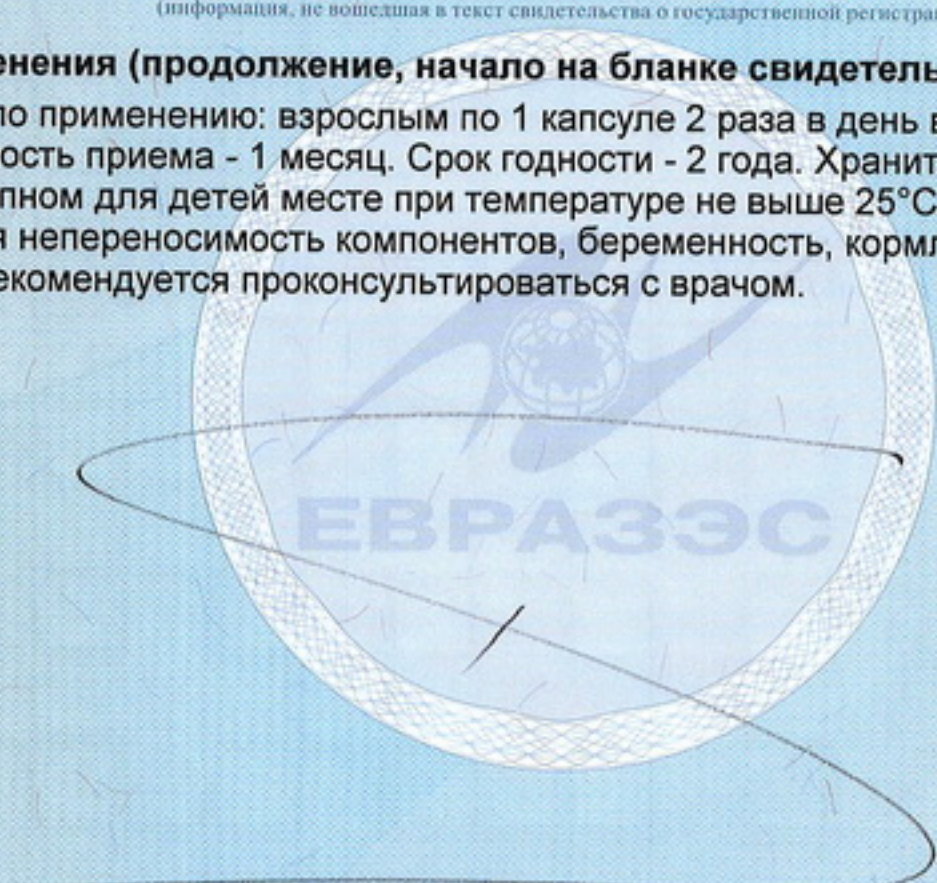 (информация, не вошедшая в текст свидетельства о государственной регистра
енения (продолжение, начало на бланке свидетель
по применению: взрослым по 1 капсуле 2 раза в день в
ость приема - 1 месяц. Срок годности - 2 года. Хранит
пном для детей месте при температуре не выше 25°С
я непереносимость компонентов, беременность, кормл
екомендуется проконсультироваться с врачом.
ЕВРАЗЭС